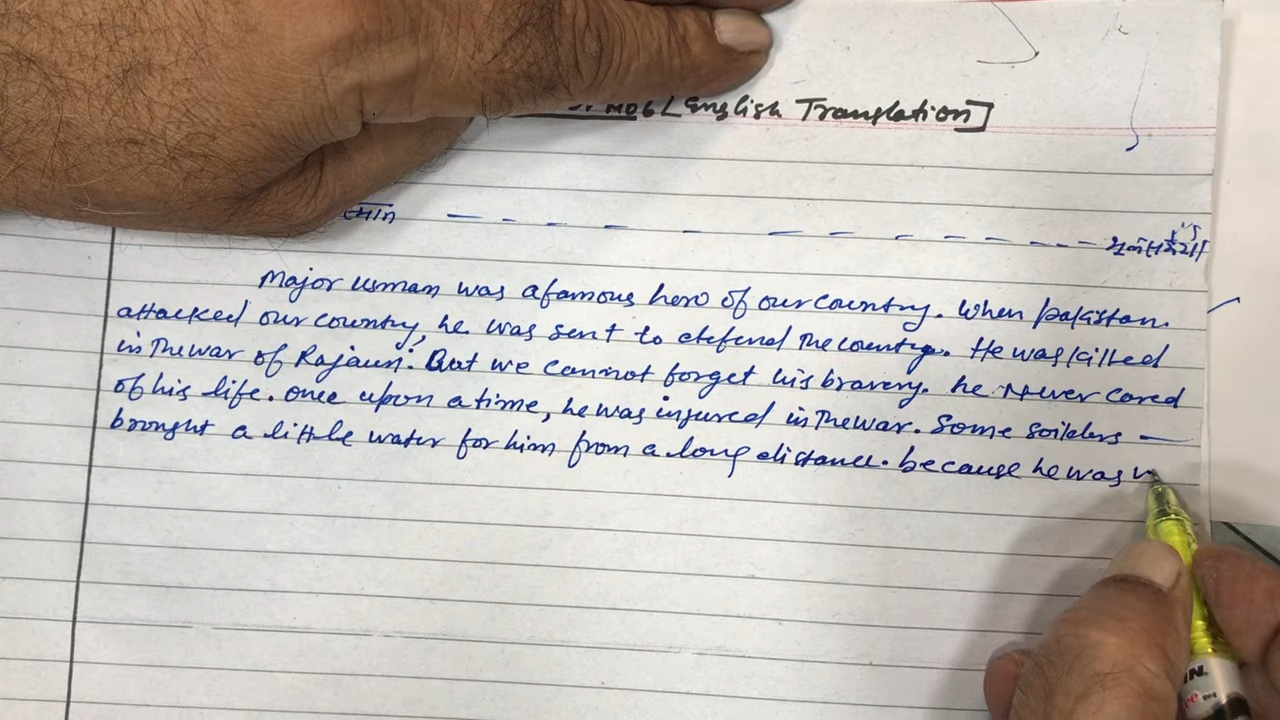 MDG [English Translation]
Major Usman was a famous hero of our country. When pakistan
attacked our country, he was sent to defend the country. He was killed
in the war of Rajauri. But we cannot forget his bravery. he Never cared
of his life. once upon a time, he was injured in the war. Some soilders —
brought a little water for him from a long distance. because he was